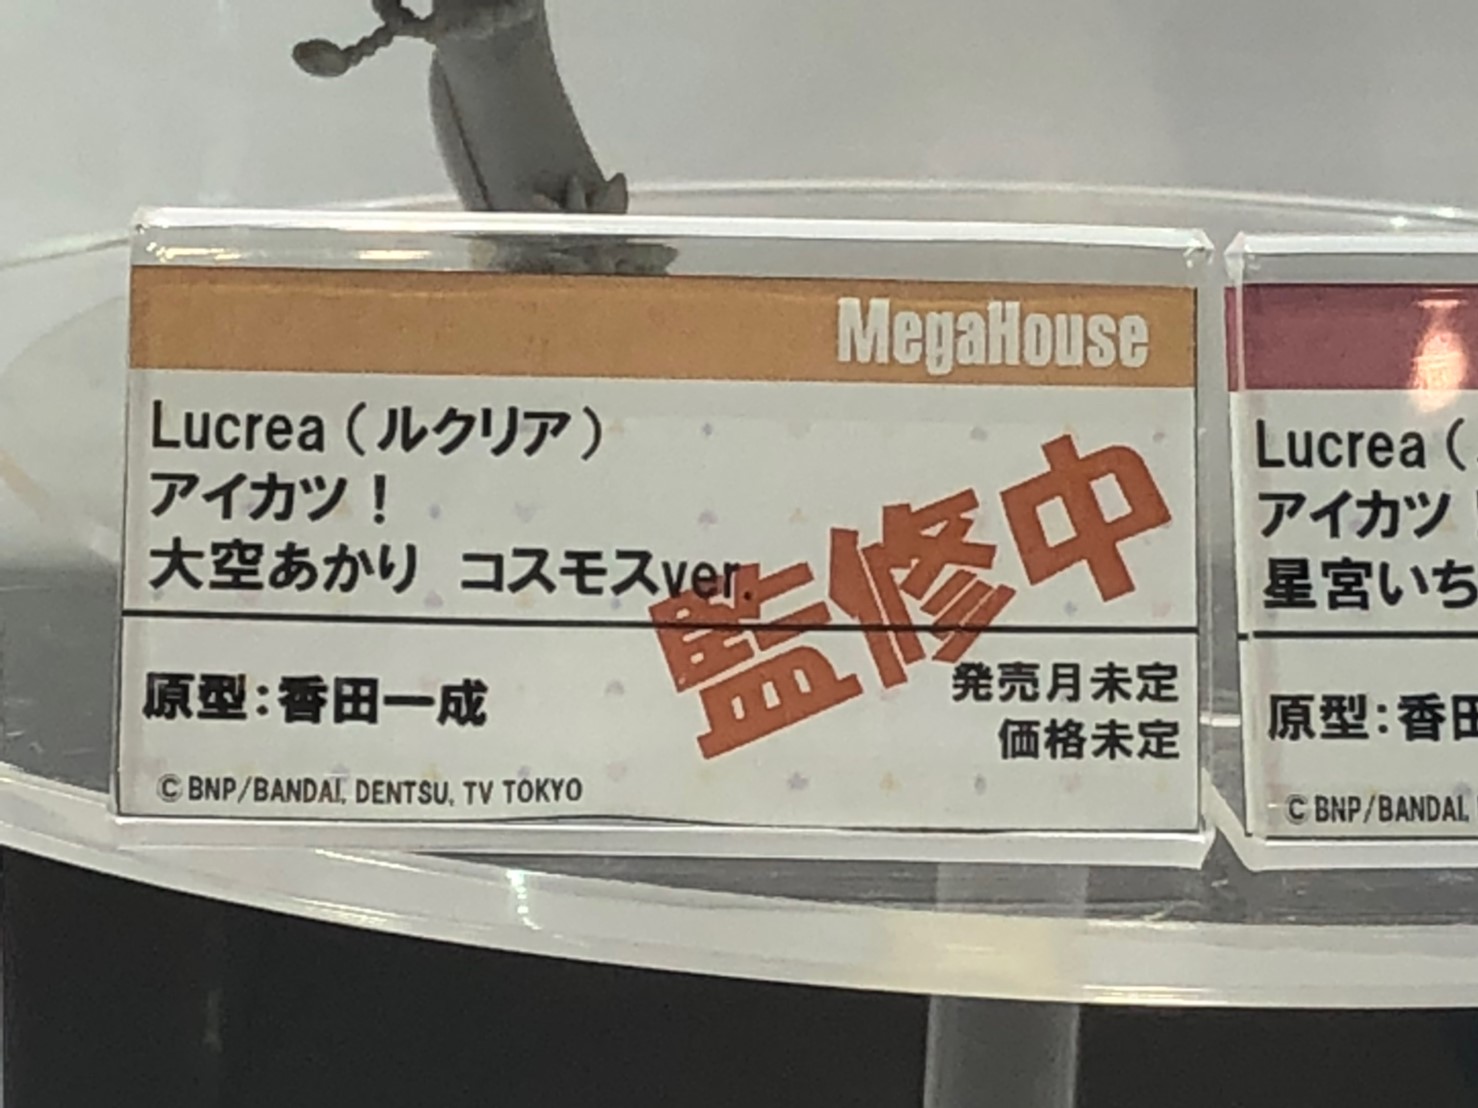 MegaHouse
Lucrea（ルクリア）
アイカツ！
大空あかり コスモスver.
監修中
原型：香田一成
発売月未定
価格未定
©BNP/BANDAI, DENTSU, TV TOKYO
Lucrea（
アイカツ！
星宮いち
原型：香田
©BNP/BANDAI,